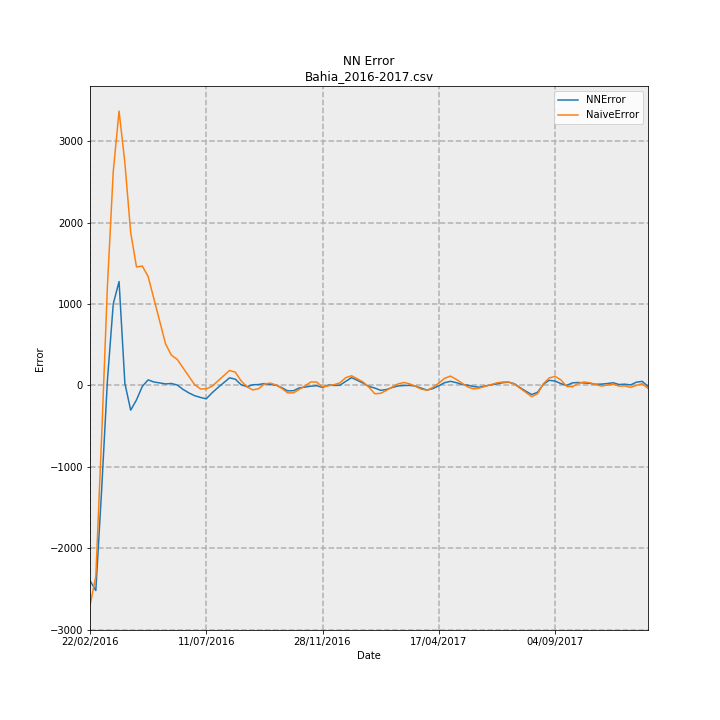 NN Error
Bahia_2016-2017.csv
NNError
NaiveError
3000
2000
1000
0
−1000
−2000
−3000
Error
22/02/2016 11/07/2016 28/11/2016 17/04/2017 04/09/2017
Date